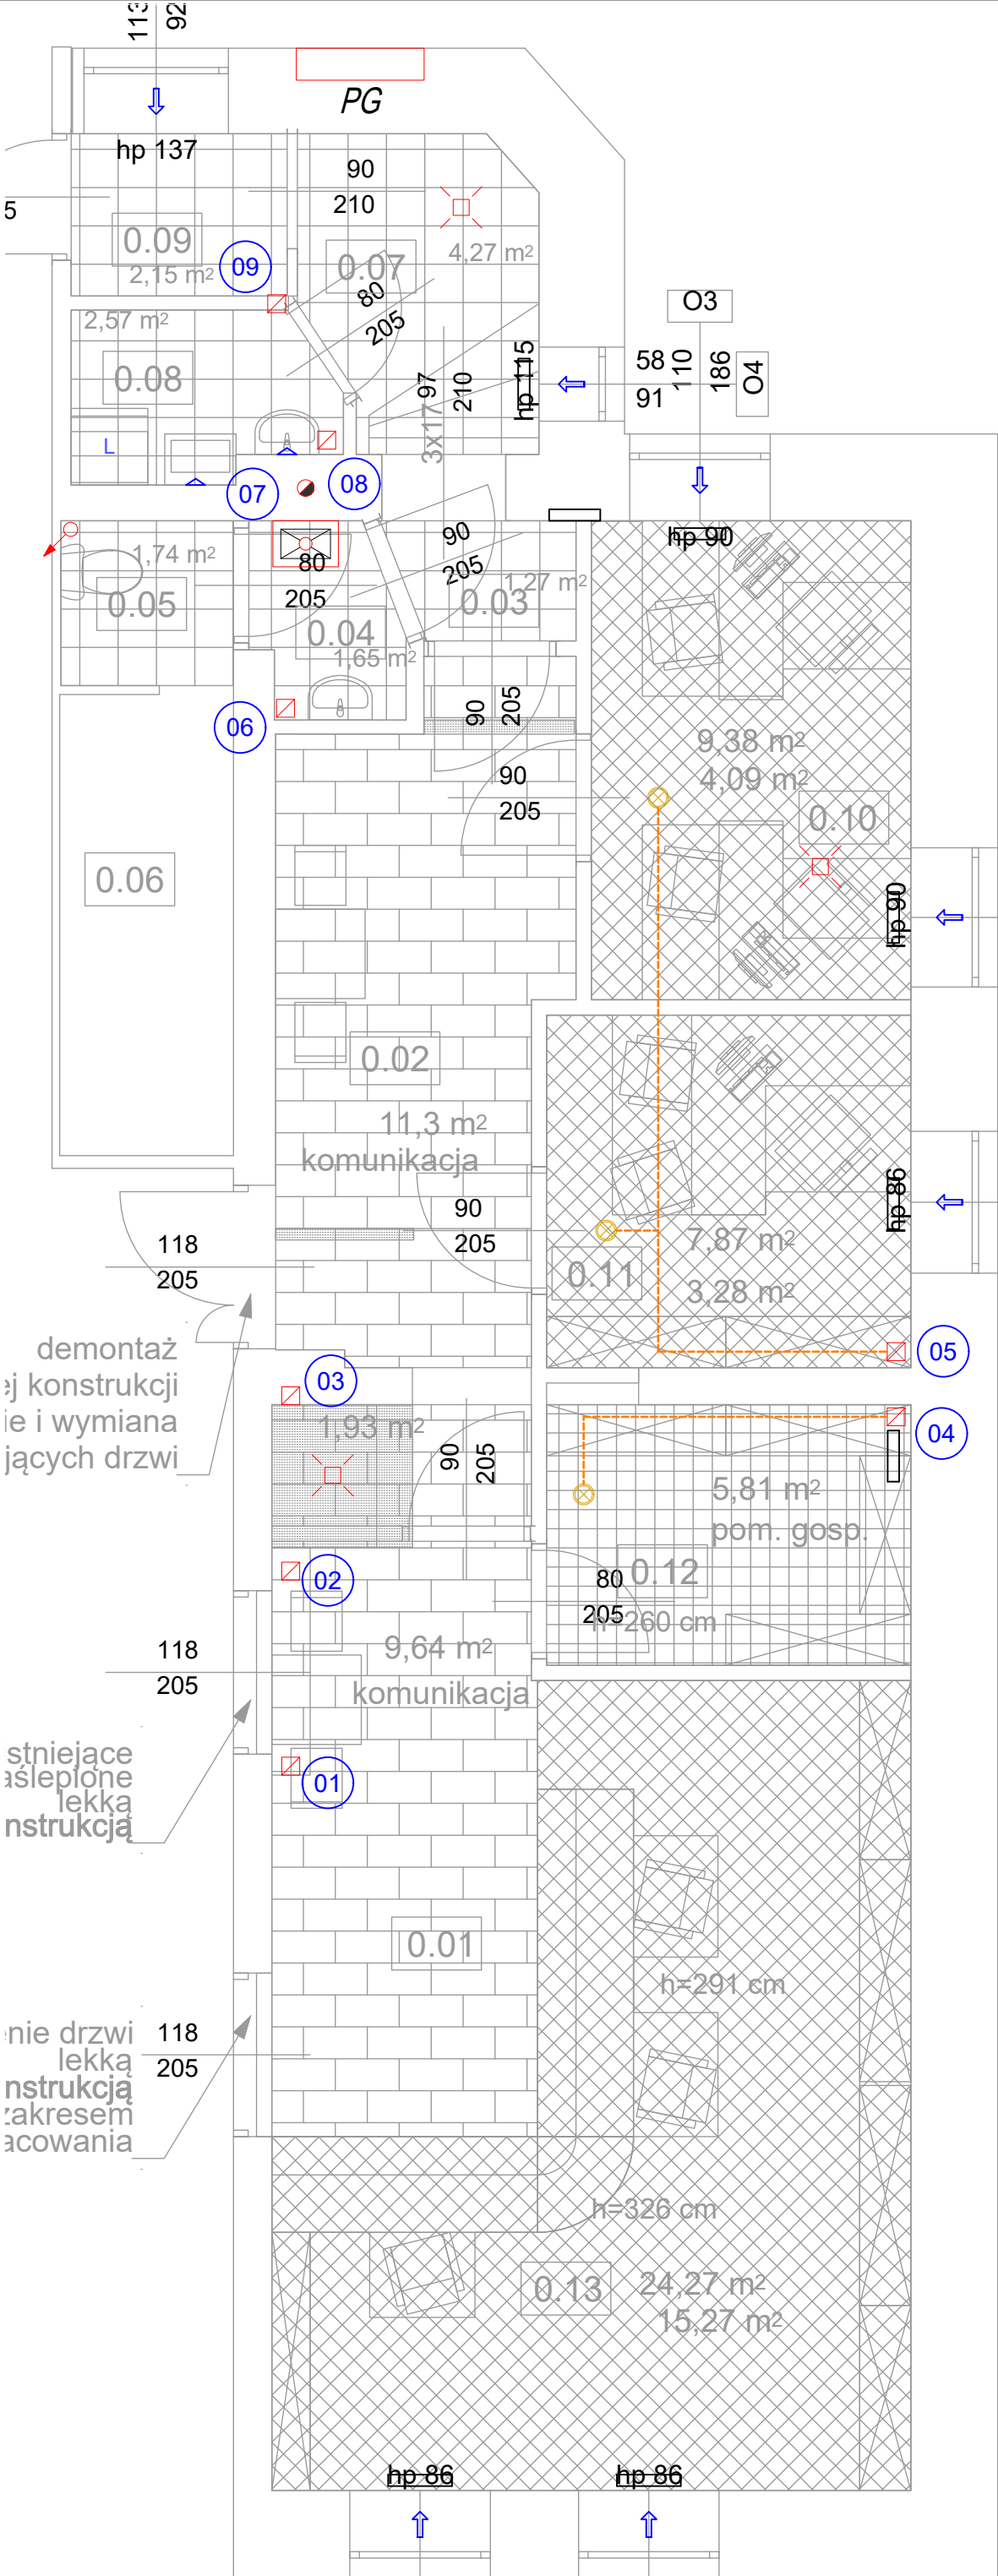 113
92
PG
hp 137
90
210
5
0.09
09
2,15 m²
0.07
4,27 m²
80
205
2,57 m²
0.08
O3
58
91
110
186
O4
hp 115
97
210
3x17
L
07
08
hp 90
90
205
1,74 m²
80
205
0.05
0.03
1,27 m²
0.04
1,65 m²
06
90
205
9,38 m²
4,09 m²
90
205
0.10
0.06
hp 90
0.02
11,3 m²
komunikacja
hp 86
90
205
118
205
7,87 m²
0.11
3,28 m²
05
demontaż
ej konstrukcji
ie i wymiana
jących drzwi
03
1,93 m²
04
90
205
5,81 m²
pom. gosp.
02
0.12
80
205
h=260 cm
118
205
9,64 m²
komunikacja
stniejące
aślepione
lekką
nstrukcją
01
0.01
h=291 cm
nie drzwi
118
205
lekką
nstrukcją
zakresem
acowania
h=326 cm
0.13
24,27 m²
15,27 m²
hp 86
hp 86